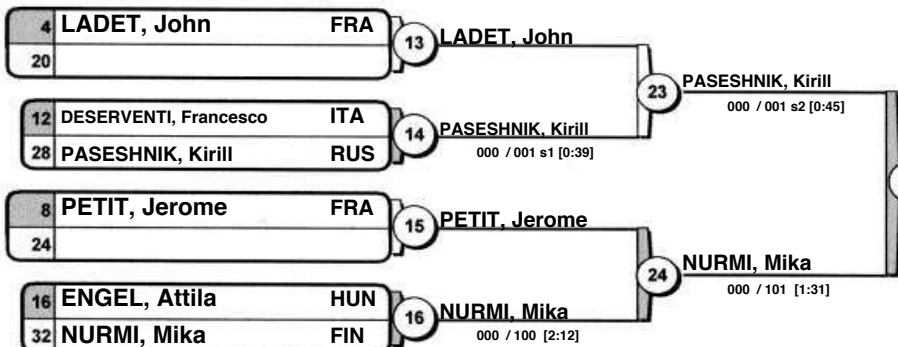 4 LADET, John FRA
20
13 LADET, John
12 DESERVENTI, Francesco ITA
28 PASESHNIK, Kirill RUS
14 PASESHNIK, Kirill
000 / 001 s1 [0:39]
23 PASESHNIK, Kirill
000 / 001 s2 [0:45]
8 PETIT, Jerome FRA
24
15 PETIT, Jerome
16 ENGEL, Attila HUN
32 NURMI, Mika FIN
16 NURMI, Mika
000 / 100 [2:12]
24 NURMI, Mika
000 / 101 [1:31]